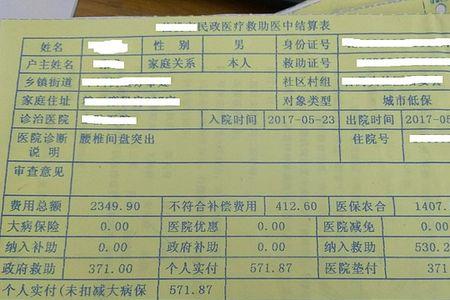 民政医疗救助医中结算表
姓名 性别 男 身份证号
户主姓名 家庭关系 本人 救助证号
乡镇街道 社区村组
家庭住址 对象类型 城市低保
诊治医院 入院时间 2017-05-23 出院时间 2017-05
医院诊断说明 腰椎间盘突出 住院号
审查意见
费用总额 2349.90 不符合补偿费用 412.60 医保农合 1407.
大病保险 0.00 医院优惠 0.00 医院减免 0.
纳入补助 0.00 政府补助 0.00 纳入救助 530.2
政府救助 371.00 个人实付 571.87 医院垫付 371.
个人实付(未扣减大病保 571.87